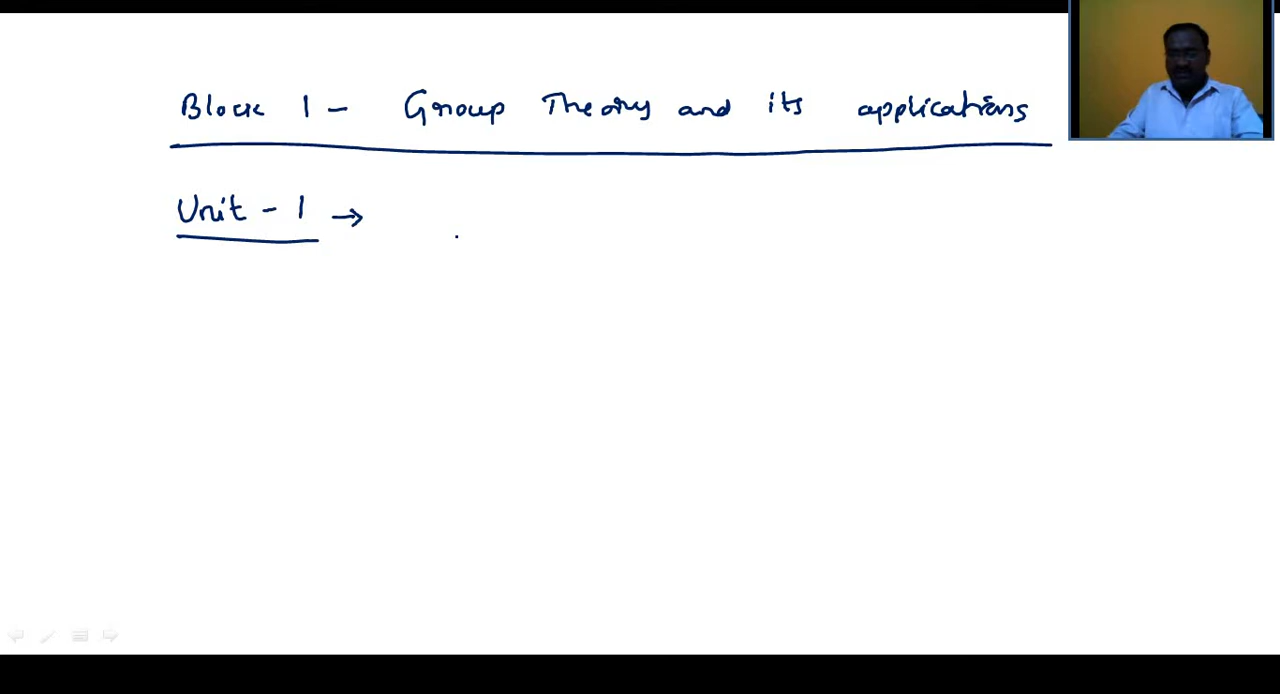 Block 1 - Group Theory and its applications
Unit - 1 →